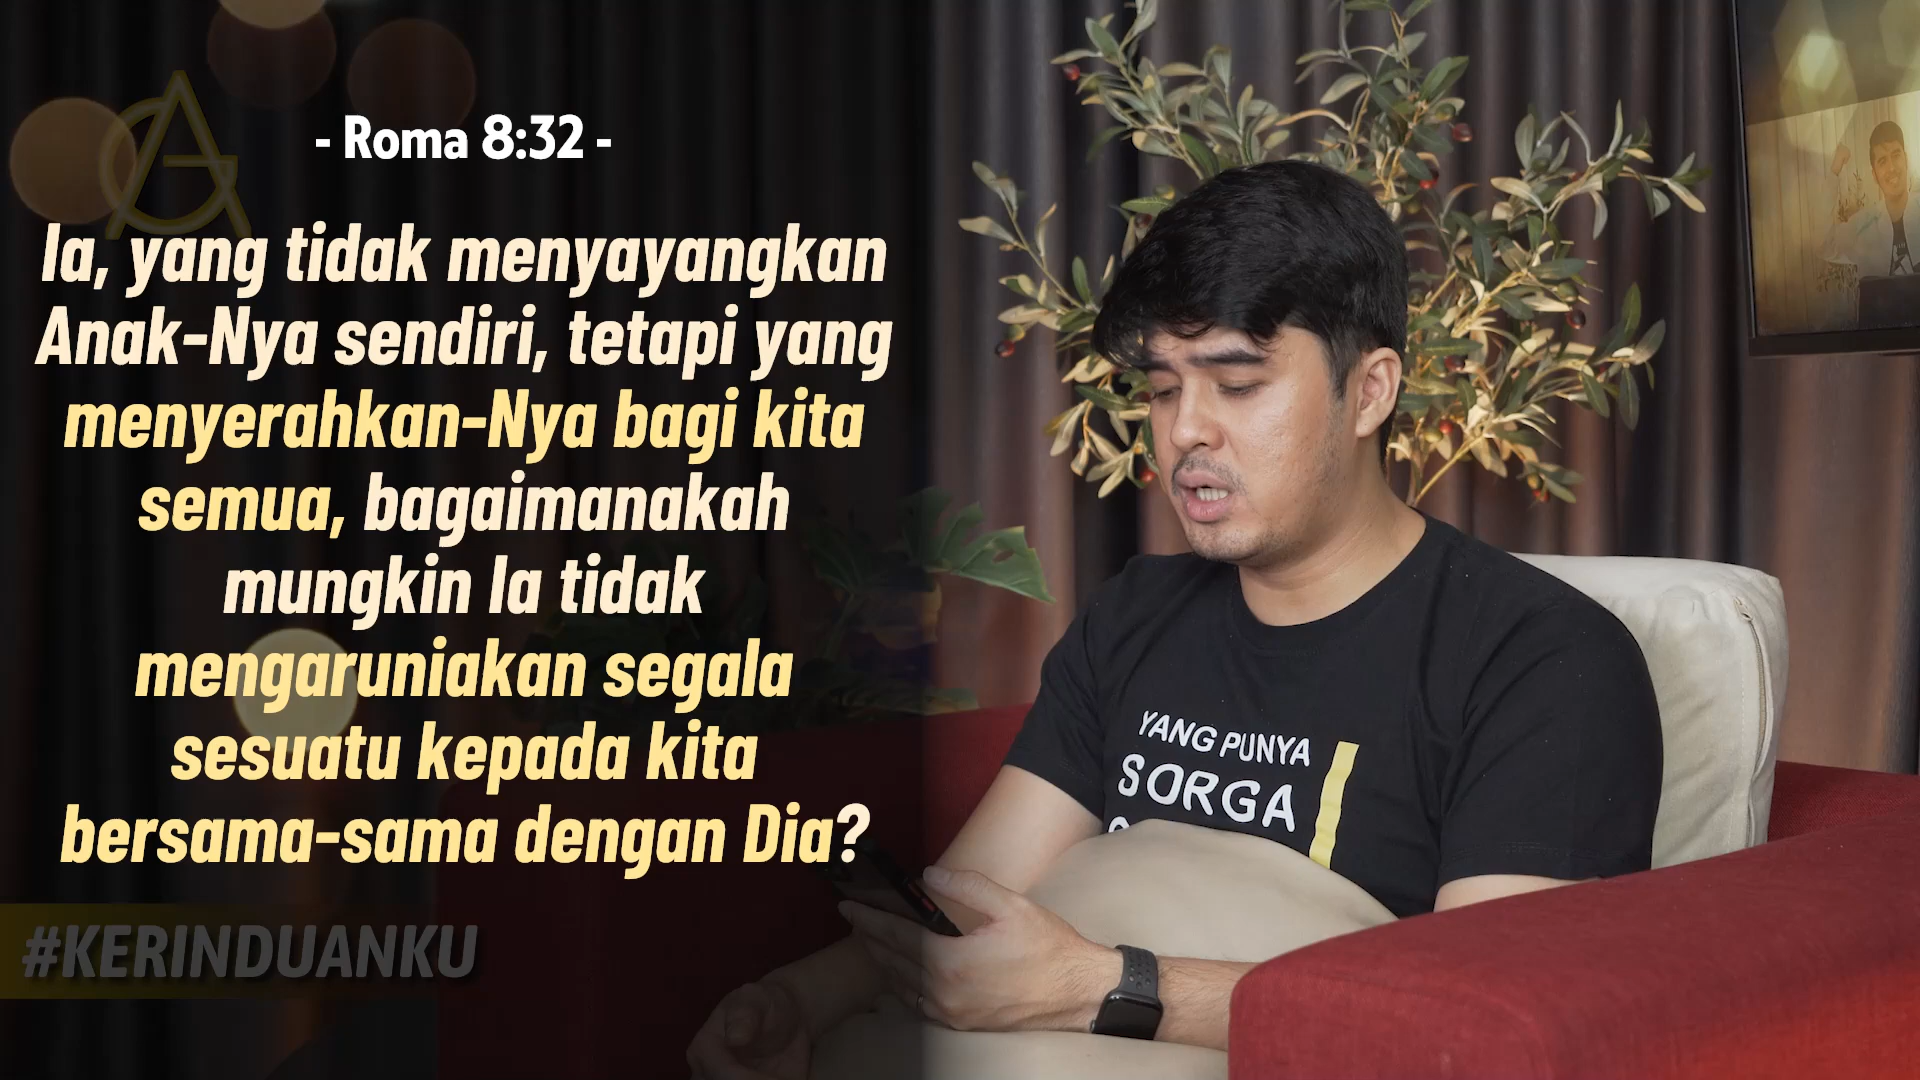 - Roma 8:32 -
Ia, yang tidak menyayangkan
Anak-Nya sendiri, tetapi yang
menyerahkan-Nya bagi kita
semua, bagaimanakah
mungkin Ia tidak
mengaruniakan segala
sesuatu kepada kita
bersama-sama dengan Dia?
#KERINDUANKU
YANG PUNYA
SORGA